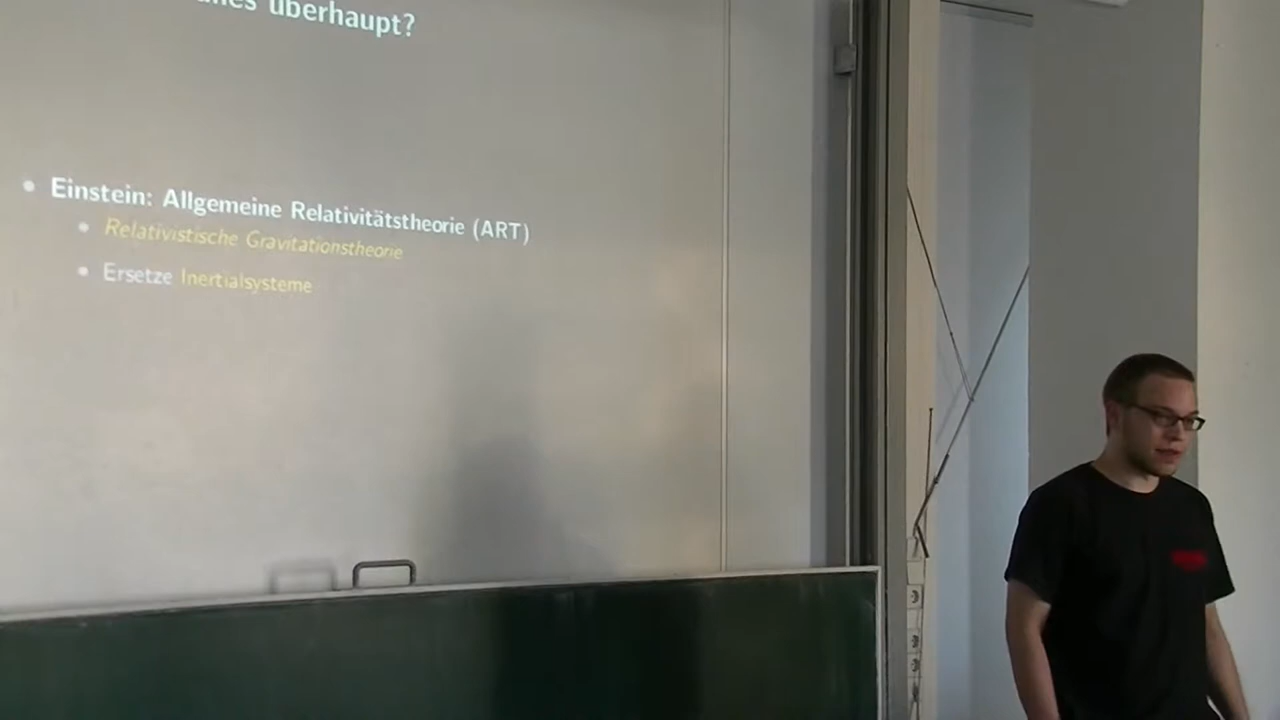 überhaupt?
• Einstein: Allgemeine Relativitätstheorie (ART)
• Relativistische Gravitationstheorie
• Ersetze Inertialsysteme